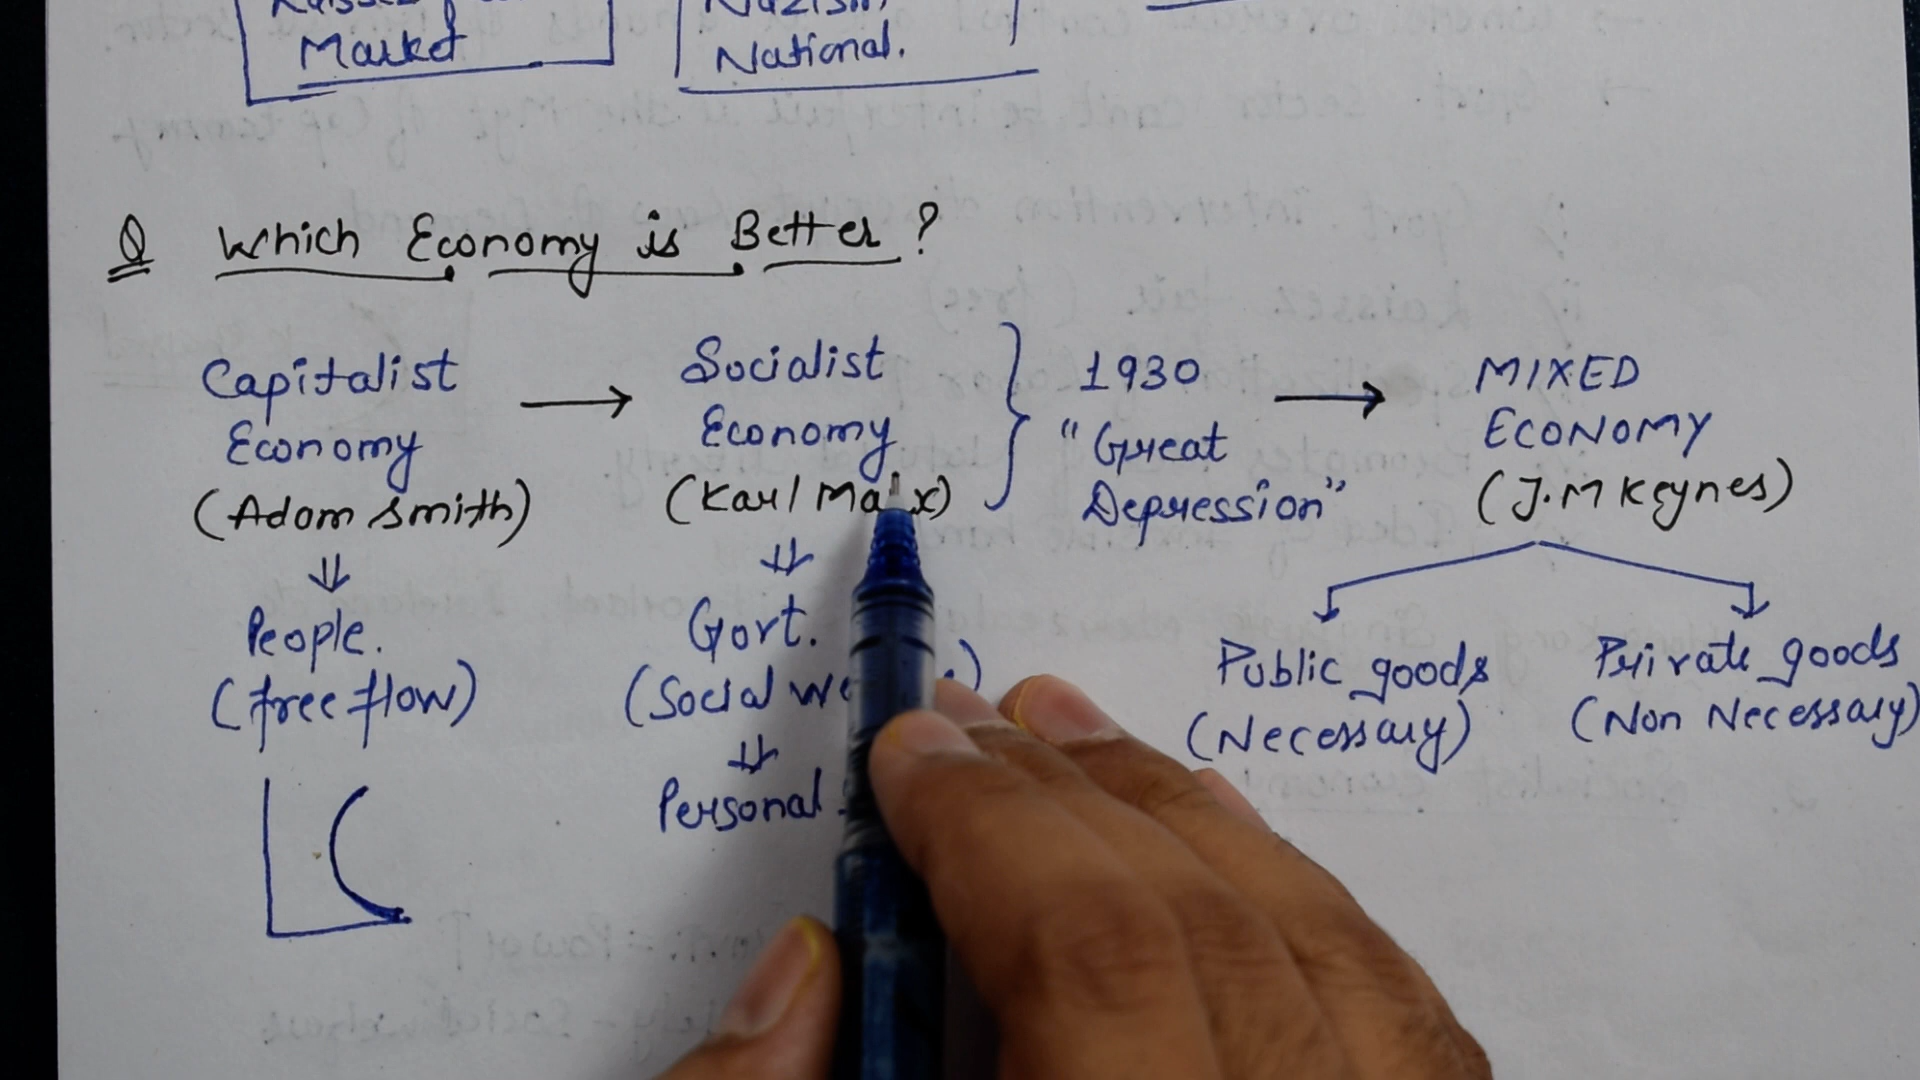 Market
National.
Q Which Economy is Better ?
Capitalist
Economy
(Adom Smith)
People.
(free flow)
Socialist
Economy
(Karl Marx)
Govt.
(Social
Personal
1930
"Great
Depression"
MIXED
ECONOMY
(J.M Keynes)
Public goods
(Necessary)
Private goods
(Non Necessary)